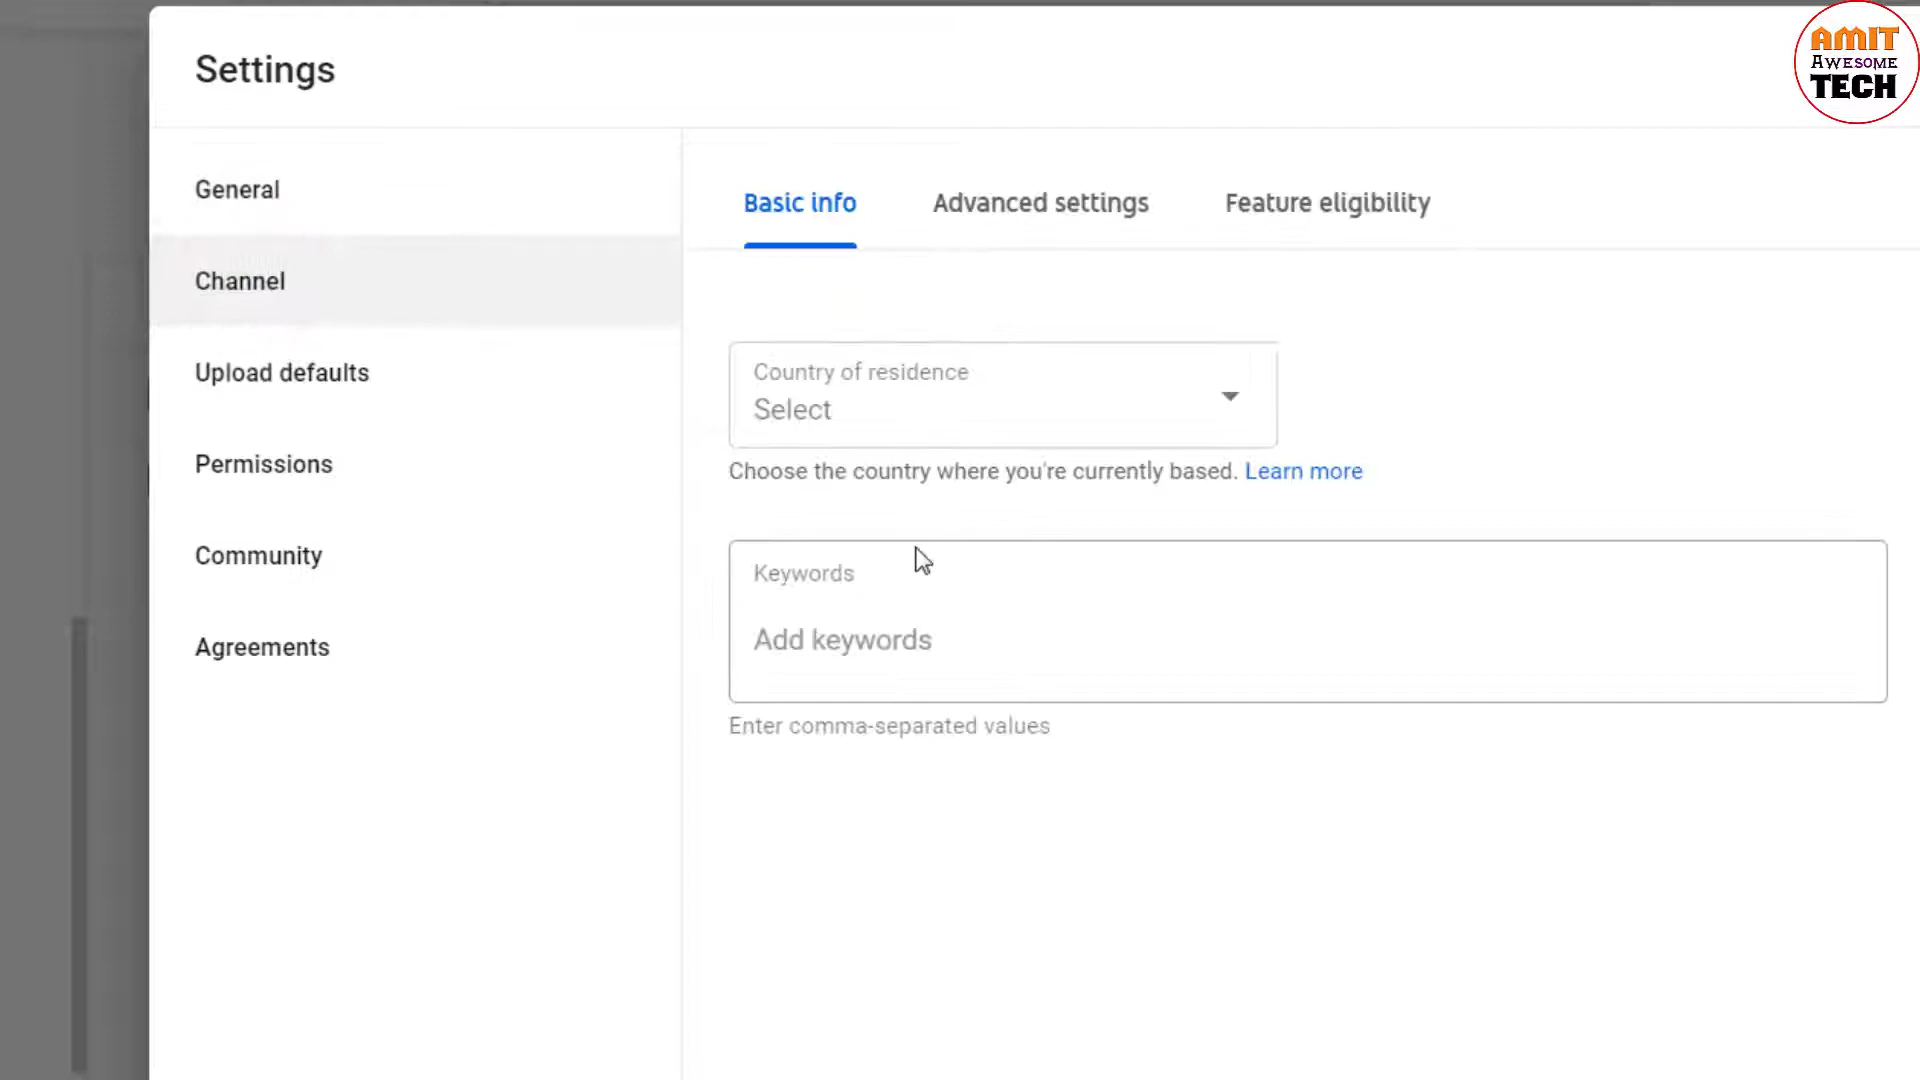 Settings
AMIT
AWESOME
TECH
General
Channel
Upload defaults
Permissions
Community
Agreements
Basic info
Advanced settings
Feature eligibility
Country of residence
Select
Choose the country where you're currently based. Learn more
Keywords
Add keywords
Enter comma-separated values